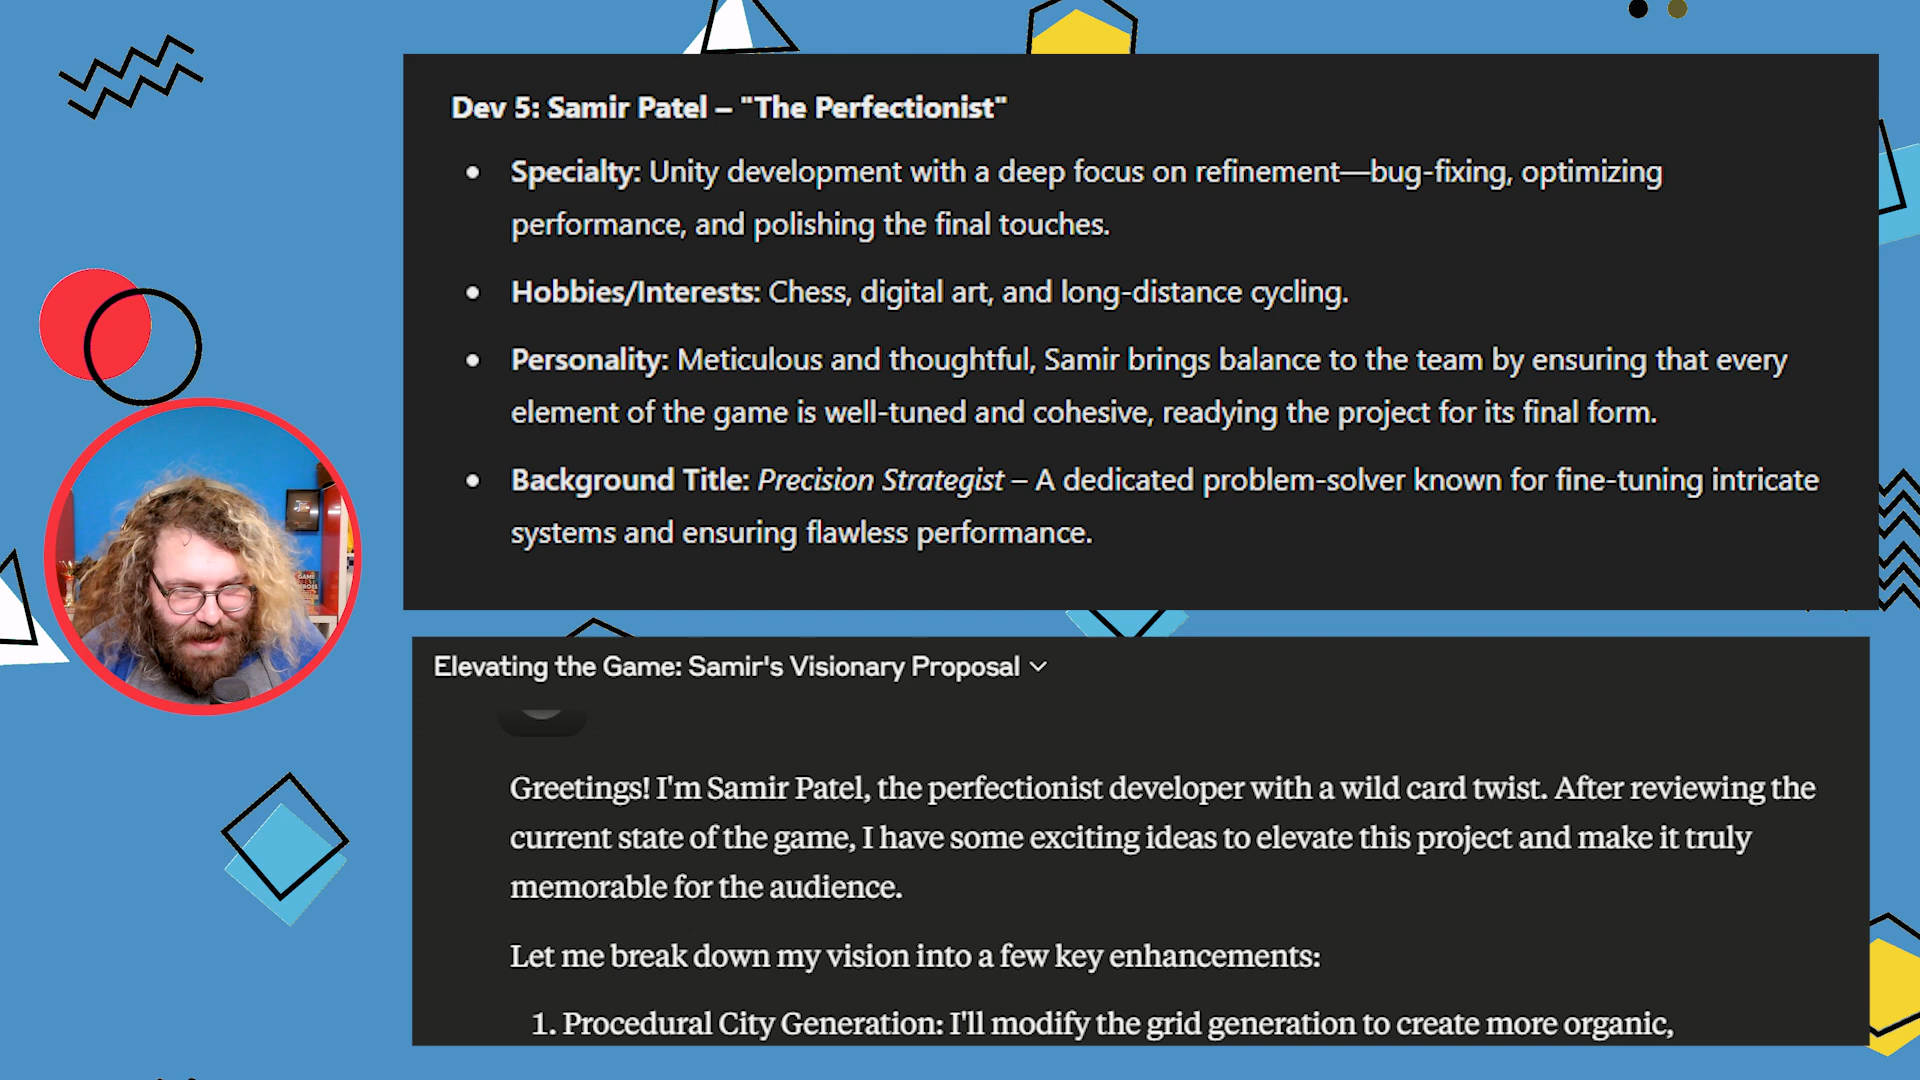 Dev 5: Samir Patel – "The Perfectionist"
• Specialty: Unity development with a deep focus on refinement—bug-fixing, optimizing
performance, and polishing the final touches.
• Hobbies/Interests: Chess, digital art, and long-distance cycling.
• Personality: Meticulous and thoughtful, Samir brings balance to the team by ensuring that every
element of the game is well-tuned and cohesive, readying the project for its final form.
• Background Title: Precision Strategist – A dedicated problem-solver known for fine-tuning intricate
systems and ensuring flawless performance.
Elevating the Game: Samir's Visionary Proposal
Greetings! I'm Samir Patel, the perfectionist developer with a wild card twist. After reviewing the
current state of the game, I have some exciting ideas to elevate this project and make it truly
memorable for the audience.
Let me break down my vision into a few key enhancements:
1. Procedural City Generation: I'll modify the grid generation to create more organic,